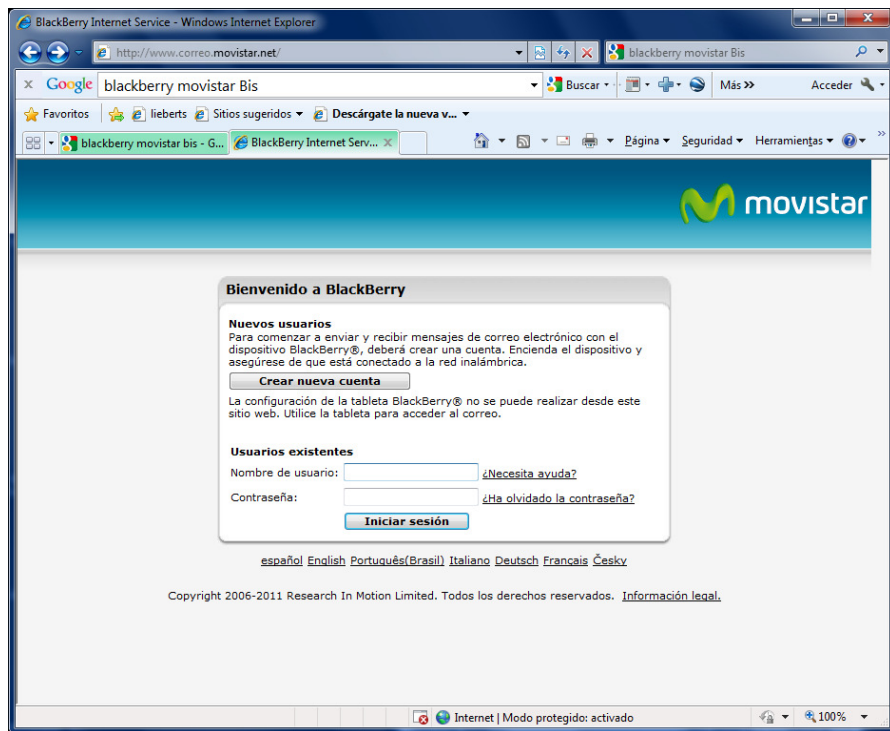 BlackBerry Internet Service - Windows Internet Explorer
http://www.correo.movistar.net/
blackberry movistar Bis
x Google blackberry movistar Bis Buscar Más >> Acceder
Favoritos lieberts Sitios sugeridos Descárgate la nueva v...
blackberry movistar bis - G... BlackBerry Internet Serv... x Página Seguridad Herramientas >>
movistar
Bienvenido a BlackBerry
Nuevos usuarios
Para comenzar a enviar y recibir mensajes de correo electrónico con el
dispositivo BlackBerry®, deberá crear una cuenta. Encienda el dispositivo y
asegúrese de que está conectado a la red inalámbrica.
Crear nueva cuenta
La configuración de la tableta BlackBerry® no se puede realizar desde este
sitio web. Utilice la tableta para acceder al correo.
Usuarios existentes
Nombre de usuario: ¿Necesita ayuda?
Contraseña: ¿Ha olvidado la contraseña?
Iniciar sesión
español English Português(Brasil) Italiano Deutsch Français Česky
Copyright 2006-2011 Research In Motion Limited. Todos los derechos reservados. Información legal.
Internet | Modo protegido: activado 100%